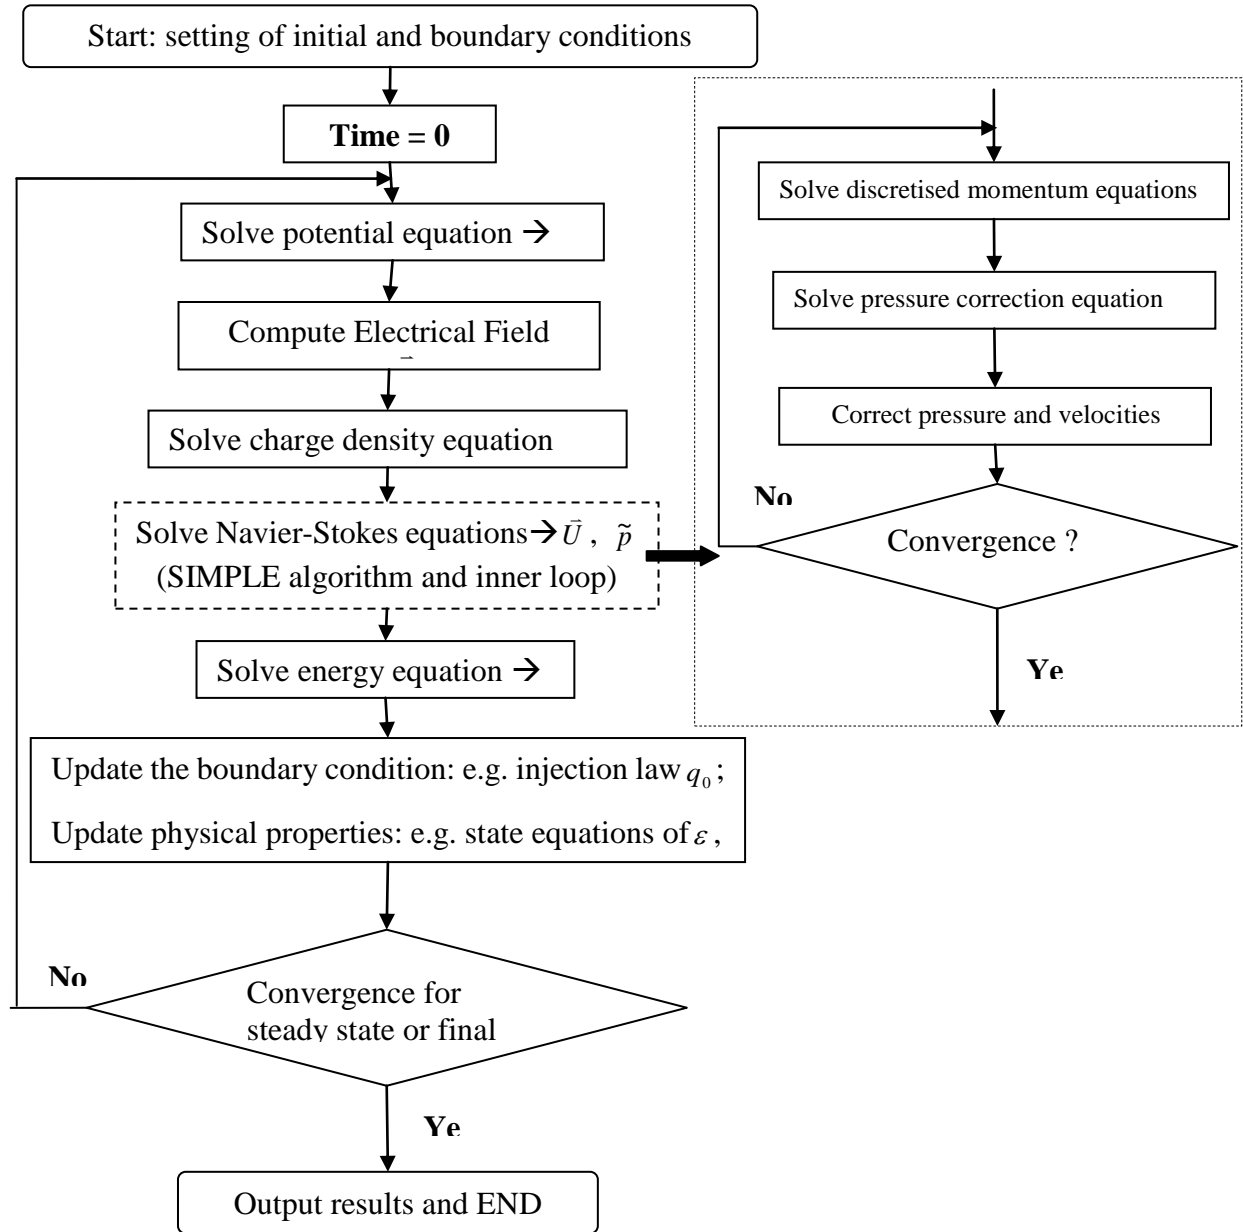 Start: setting of initial and boundary conditions
Time = 0
Solve potential equation →
Compute Electrical Field
Solve charge density equation
Solve Navier-Stokes equations → U⃗ , p̃
(SIMPLE algorithm and inner loop)
Solve energy equation →
Update the boundary condition: e.g. injection law q₀;
Update physical properties: e.g. state equations of ε ,
No
Convergence for
steady state or final
Ye
Output results and END
Solve discretised momentum equations
Solve pressure correction equation
Correct pressure and velocities
No
Convergence ?
Ye